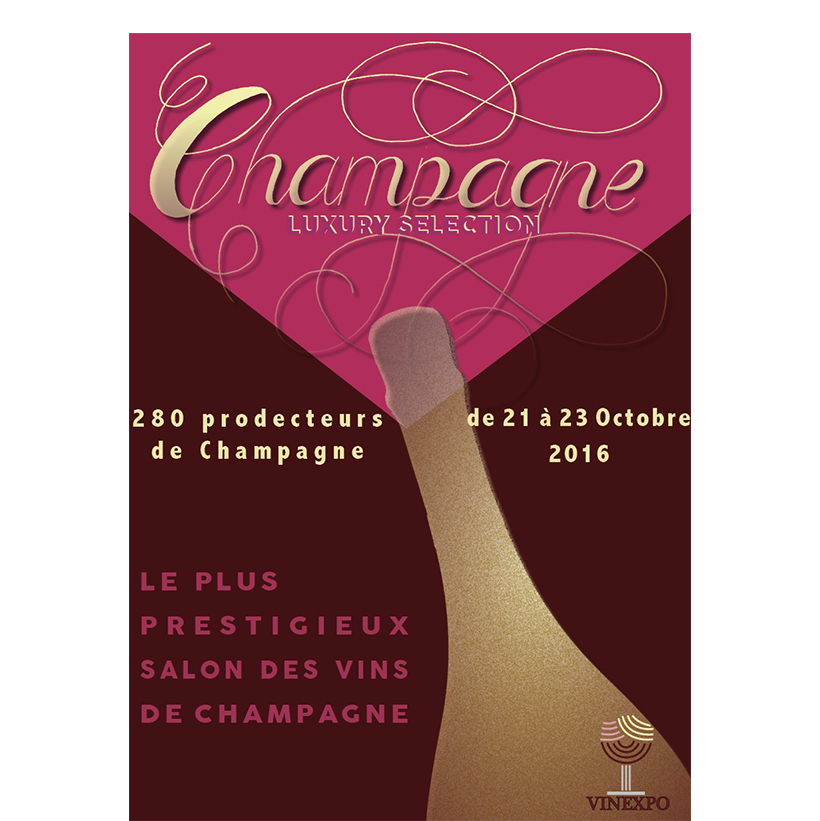 Champagne
LUXURY SELECTION
280 prodecteurs
de Champagne
de 21 à 23 Octobre
2016
LE PLUS
PRESTIGIEUX
SALON DES VINS
DE CHAMPAGNE
VINEXPO